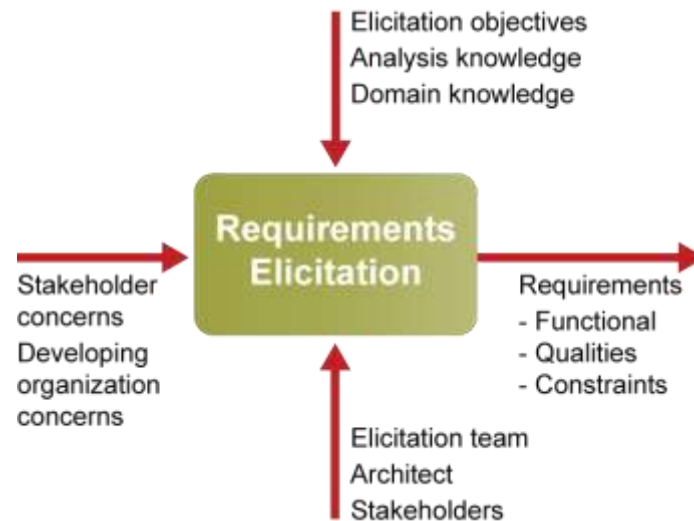 Elicitation objectives
Analysis knowledge
Domain knowledge
Requirements
Elicitation
Stakeholder
concerns
Developing
organization
concerns
Requirements
- Functional
- Qualities
- Constraints
Elicitation team
Architect
Stakeholders